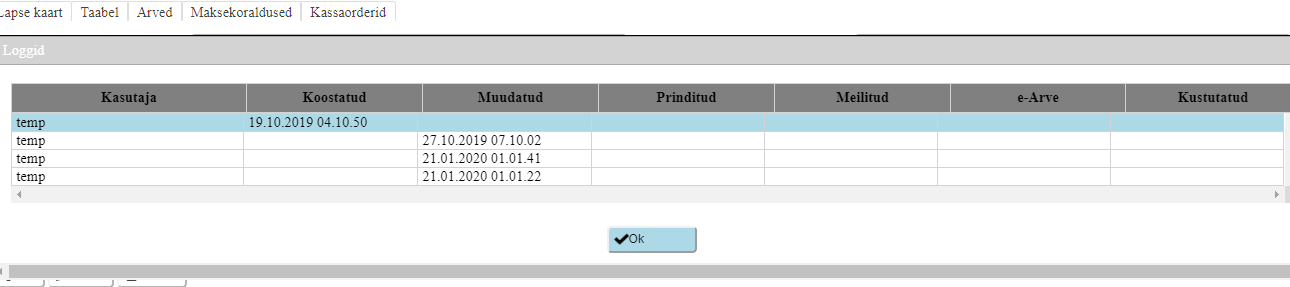 Lapse kaart Taabel Arved Maksekoraldused Kassaorderid
Loggid
Kasutaja Koostatud Muudatud Prinditud Meilitud e-Arve Kustutatud
temp 19.10.2019 04.10.50
temp 27.10.2019 07.10.02
temp 21.01.2020 01.01.41
temp 21.01.2020 01.01.22
Ok